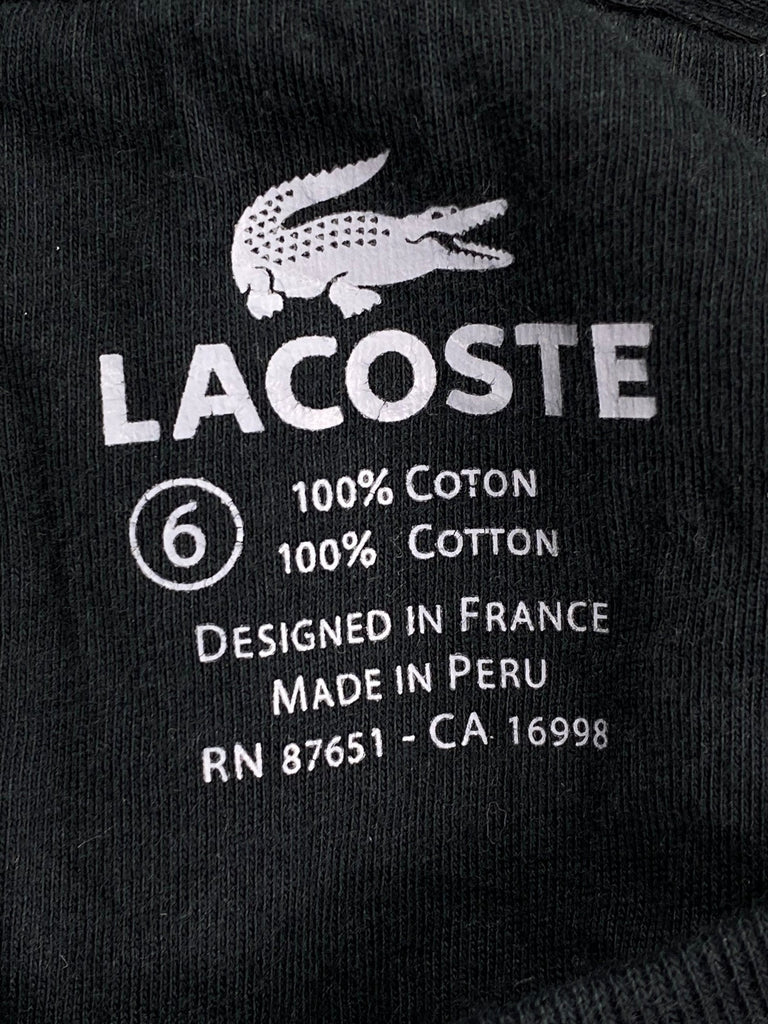 LACOSTE
6
100% COTON
100% COTTON
DESIGNED IN FRANCE
MADE IN PERU
RN 87651 - CA 16998